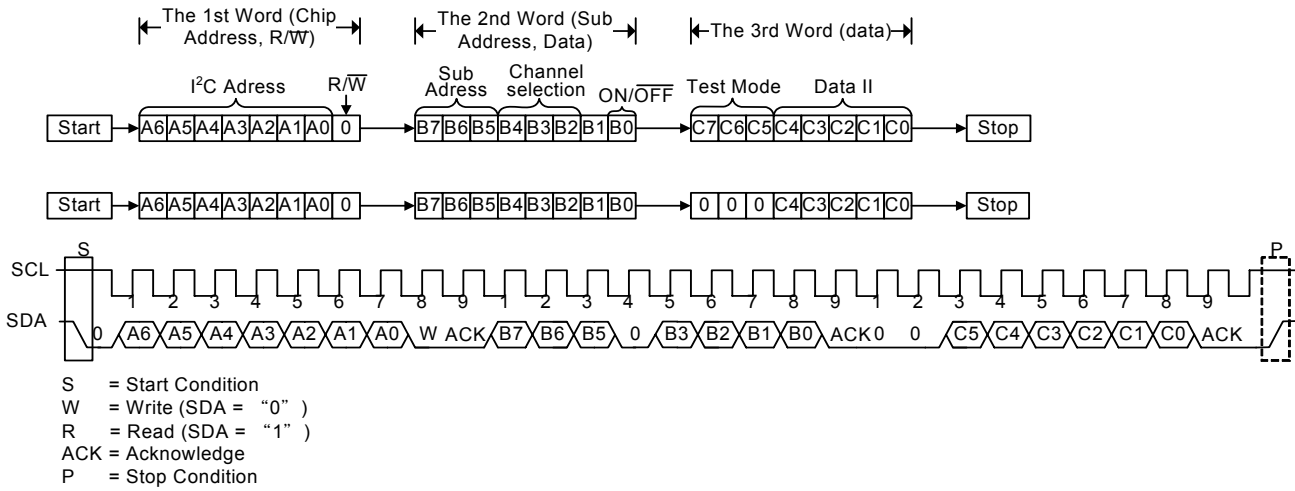 The 1st Word (Chip Address, R/W̅)
The 2nd Word (Sub Address, Data)
The 3rd Word (data)
I²C Adress
R/W̅
Sub Adress
Channel selection
ON/O̅F̅F̅
Test Mode
Data II
Start A6 A5 A4 A3 A2 A1 A0 0 B7 B6 B5 B4 B3 B2 B1 B0 C7 C6 C5 C4 C3 C2 C1 C0 Stop
Start A6 A5 A4 A3 A2 A1 A0 0 B7 B6 B5 B4 B3 B2 B1 B0 0 0 0 C4 C3 C2 C1 C0 Stop
S P
SCL
1 2 3 4 5 6 7 8 9 1 2 3 4 5 6 7 8 9 1 2 3 4 5 6 7 8 9
SDA
0 A6 A5 A4 A3 A2 A1 A0 W ACK B7 B6 B5 0 B3 B2 B1 B0 ACK 0 0 C5 C4 C3 C2 C1 C0 ACK
S = Start Condition
W = Write (SDA = “0” )
R = Read (SDA = “1” )
ACK = Acknowledge
P = Stop Condition